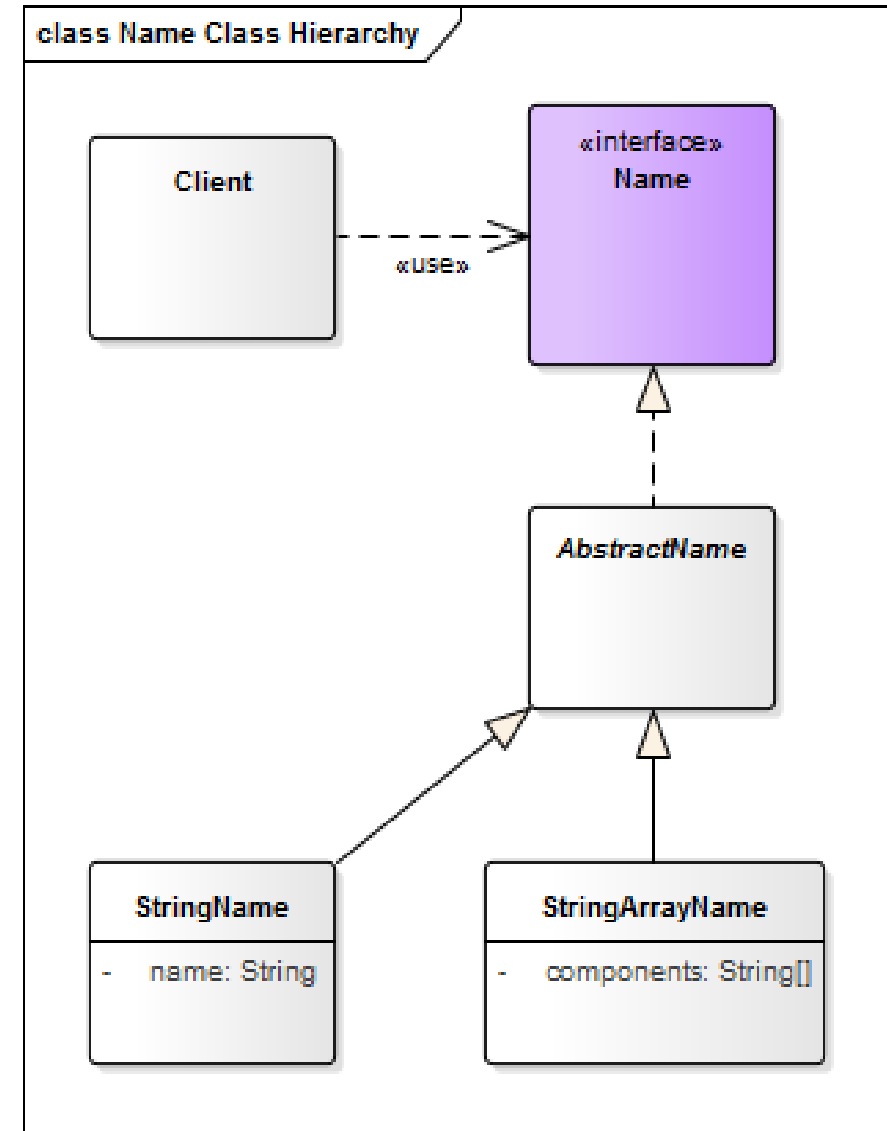 class Name Class Hierarchy
«interface»
Name
Client
«use»
AbstractName
StringName
- name: String
StringArrayName
- components: String[]